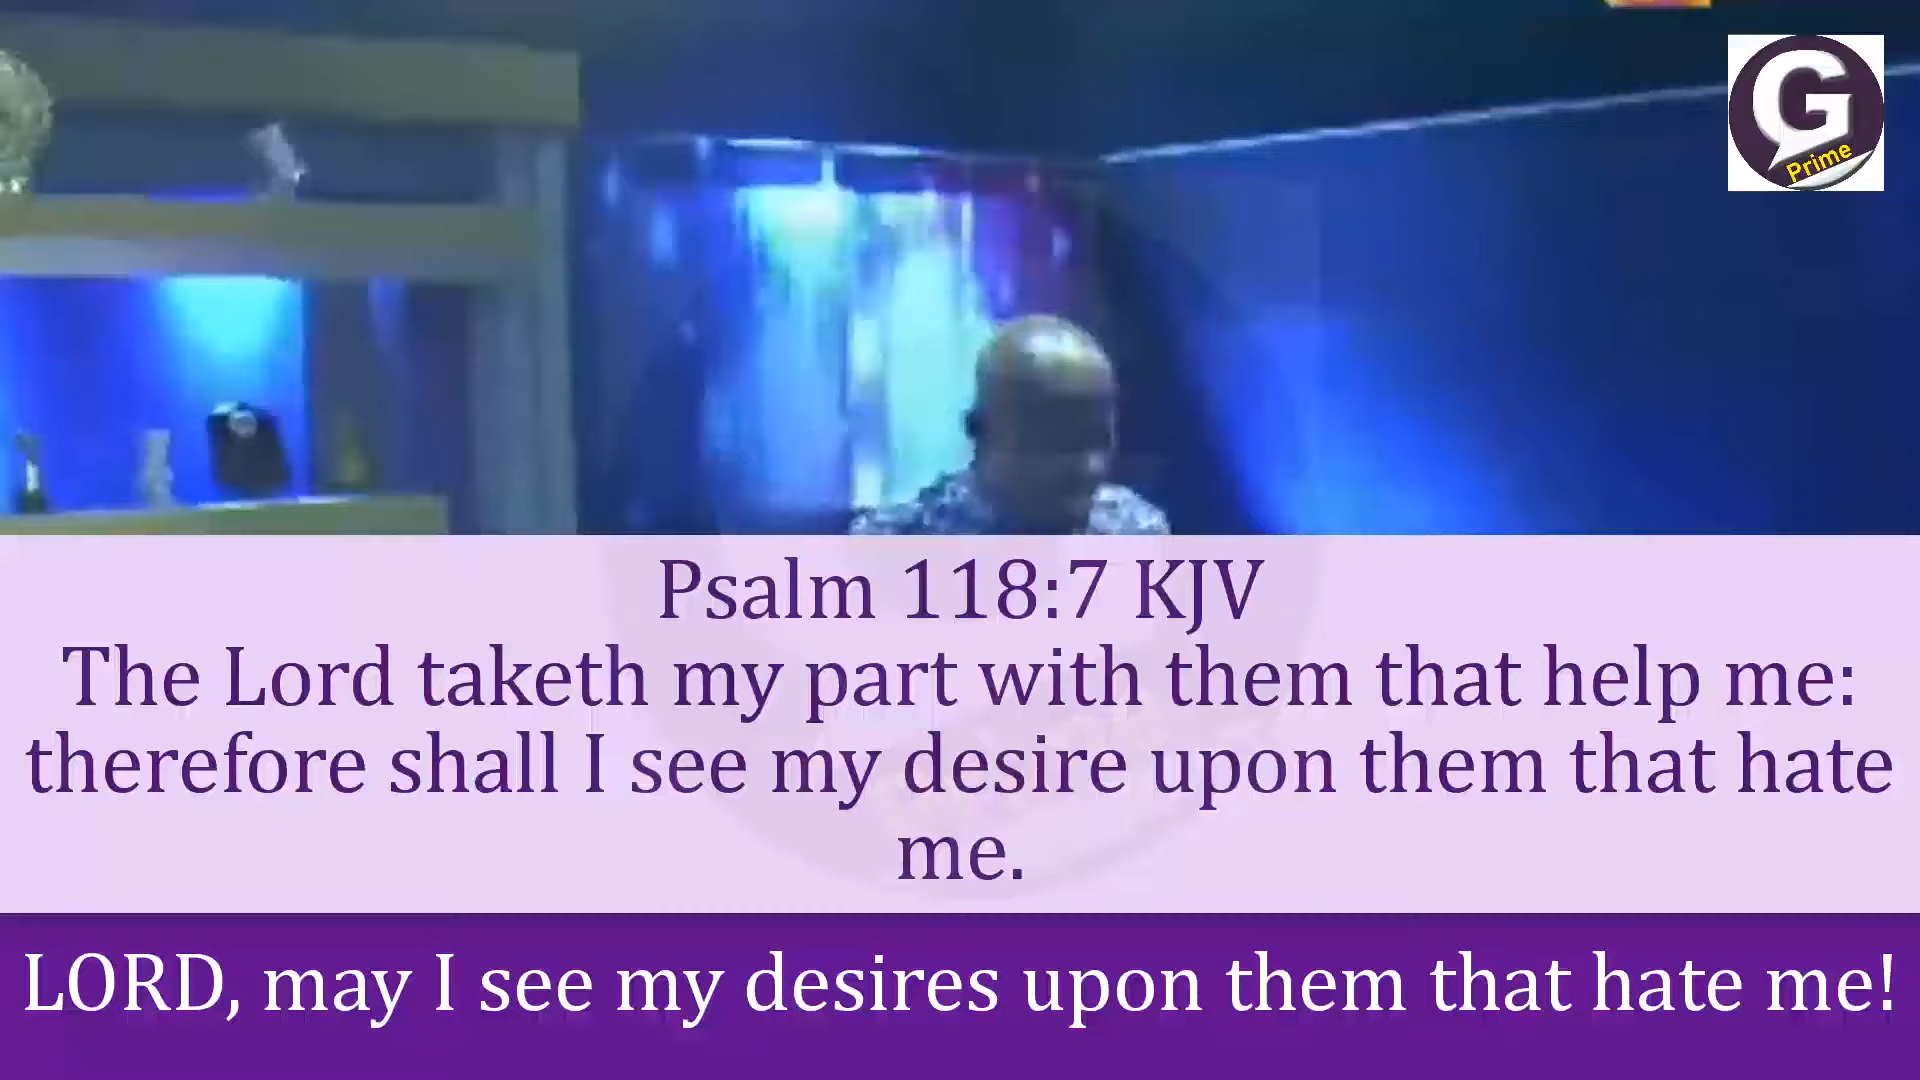 G
Prime
Psalm 118:7 KJV
The Lord taketh my part with them that help me:
therefore shall I see my desire upon them that hate
me.
LORD, may I see my desires upon them that hate me!